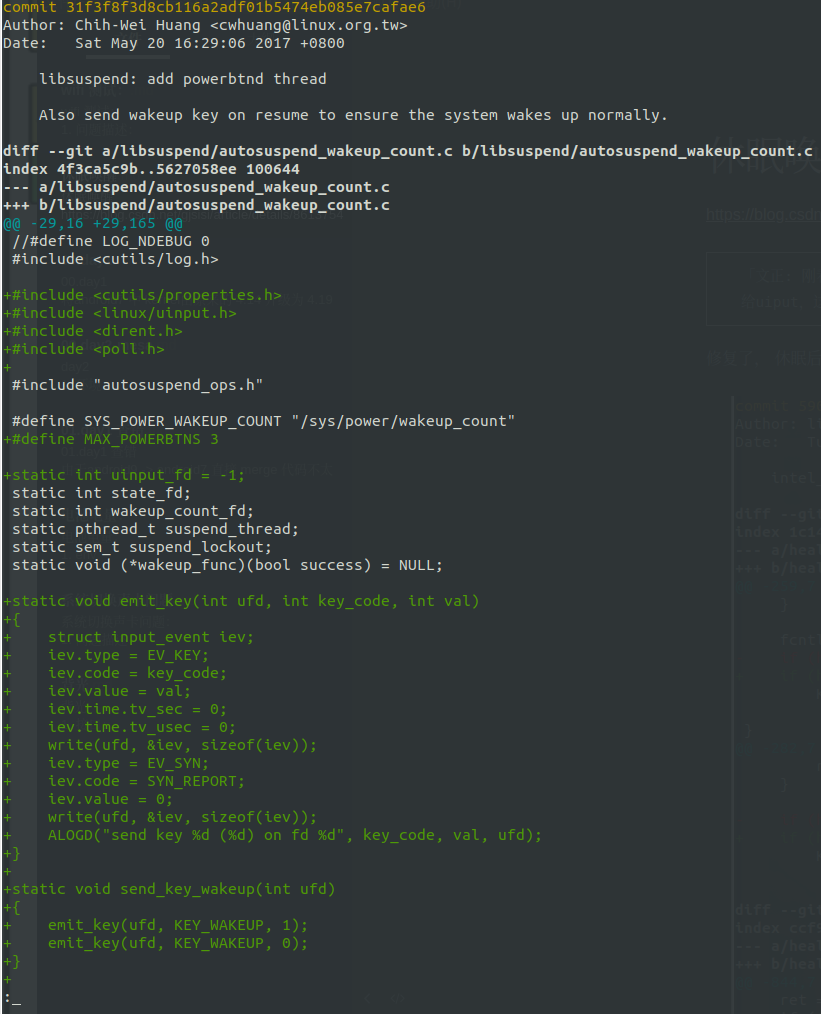 commit 31f3f8f3d8cb116a2adf01b5474eb085e7cafae6
Author: Chih-Wei Huang <cwhuang@linux.org.tw>
Date:   Sat May 20 16:29:06 2017 +0800

    libsuspend: add powerbtnd thread

    Also send wakeup key on resume to ensure the system wakes up normally.

diff --git a/libsuspend/autosuspend_wakeup_count.c b/libsuspend/autosuspend_wakeup_count.c
index 4f3ca5c9b..5627058ee 100644
--- a/libsuspend/autosuspend_wakeup_count.c
+++ b/libsuspend/autosuspend_wakeup_count.c
@@ -29,16 +29,165 @@
 //#define LOG_NDEBUG 0
 #include <cutils/log.h>

+#include <cutils/properties.h>
+#include <linux/uinput.h>
+#include <dirent.h>
+#include <poll.h>
+
 #include "autosuspend_ops.h"

 #define SYS_POWER_WAKEUP_COUNT "/sys/power/wakeup_count"
+#define MAX_POWERBTNS 3

+static int uinput_fd = -1;
 static int state_fd;
 static int wakeup_count_fd;
 static pthread_t suspend_thread;
 static sem_t suspend_lockout;
 static void (*wakeup_func)(bool success) = NULL;

+static void emit_key(int ufd, int key_code, int val)
+{
+    struct input_event iev;
+    iev.type = EV_KEY;
+    iev.code = key_code;
+    iev.value = val;
+    iev.time.tv_sec = 0;
+    iev.time.tv_usec = 0;
+    write(ufd, &iev, sizeof(iev));
+    iev.type = EV_SYN;
+    iev.code = SYN_REPORT;
+    iev.value = 0;
+    write(ufd, &iev, sizeof(iev));
+    ALOGD("send key %d (%d) on fd %d", key_code, val, ufd);
+}
+
+static void send_key_wakeup(int ufd)
+{
+    emit_key(ufd, KEY_WAKEUP, 1);
+    emit_key(ufd, KEY_WAKEUP, 0);
+}
+
:_